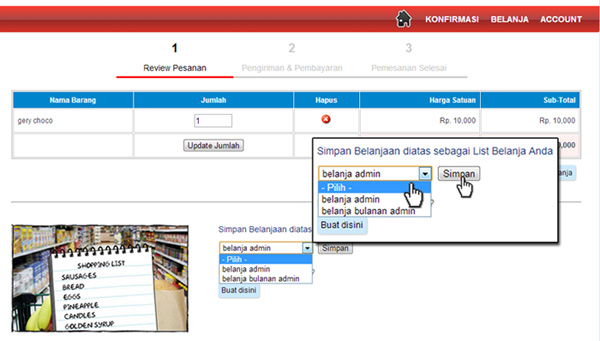 KONFIRMASI BELANJA ACCOUNT
1 2 3
Review Pesanan Pengiriman & Pembayaran Pemesanan Selesai
Nama Barang Jumlah Hapus Harga Satuan Sub-Total
gery choco 1 Rp. 10,000 Rp. 10,000
Update Jumlah
Simpan Belanjaan diatas sebagai List Belanja Anda
belanja admin Simpan
- Pilih -
belanja admin
belanja bulanan admin ?
Buat disini
Simpan Belanjaan diatas
belanja admin Simpan
- Pilih -
belanja admin
belanja bulanan admin ?
Buat disini
SHOPPING LIST
SAUSAGES
BREAD
EGGS
PINEAPPLE
CANDLES
GOLDEN SYRUP